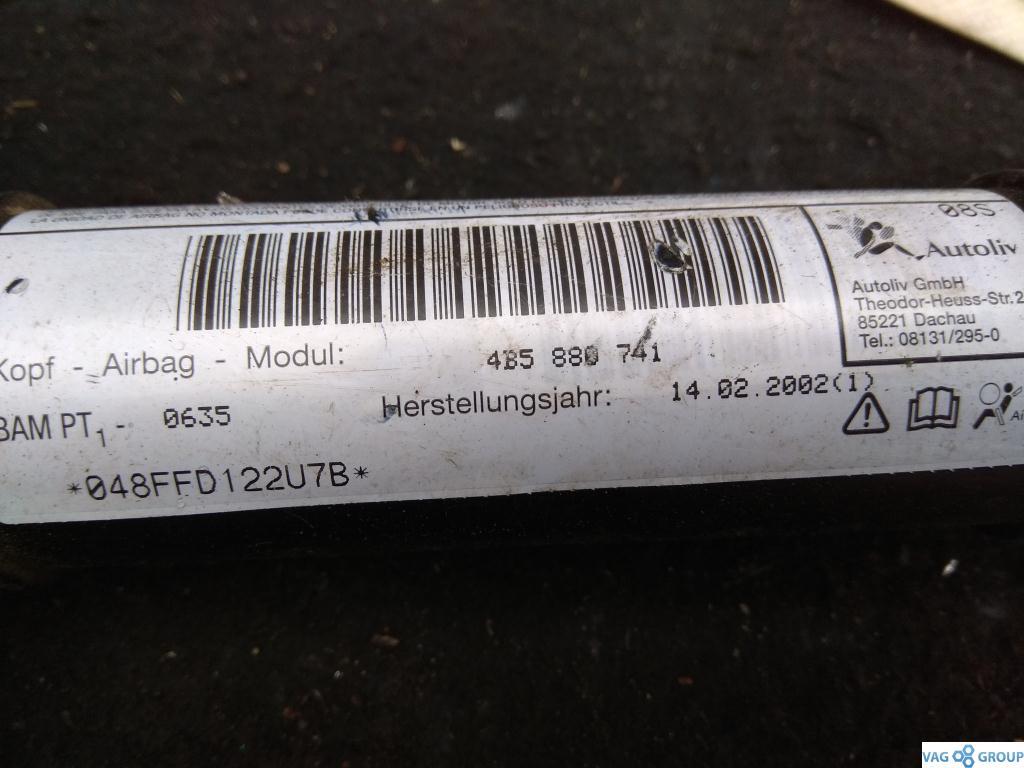 08S
Autoliv
Autoliv GmbH
Theodor-Heuss-Str.2
85221 Dachau
Tel.: 08131/295-0
Kopf - Airbag - Modul: 4B5 880 741
BAM PT1 - 0635 Herstellungsjahr: 14.02.2002(1)
*048FFD122U7B*
VAG GROUP